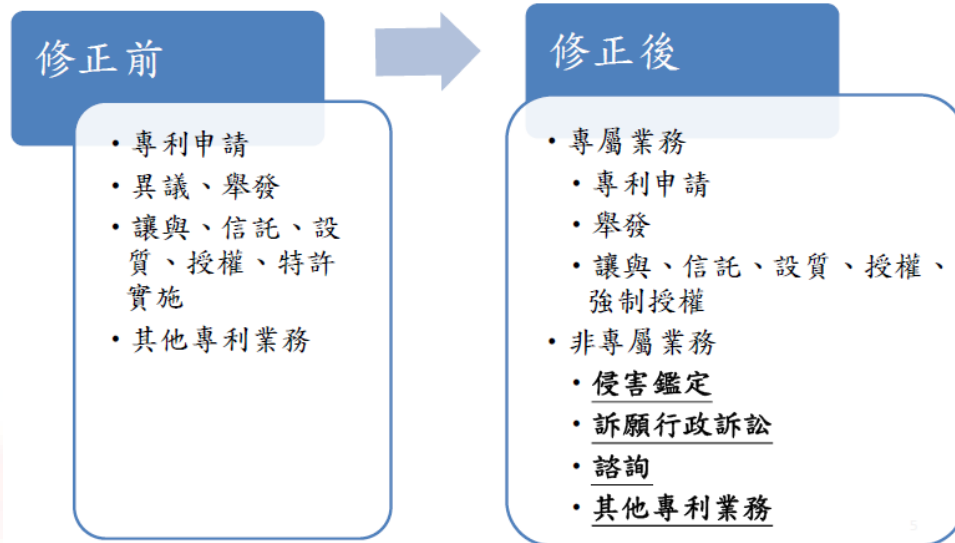 修正前
• 專利申請
• 異議、舉發
• 讓與、信託、設
質、授權、特許
實施
• 其他專利業務
修正後
• 專屬業務
• 專利申請
• 舉發
• 讓與、信託、設質、授權、
強制授權
• 非專屬業務
• 侵害鑑定
• 訴願行政訴訟
• 諮詢
• 其他專利業務
5